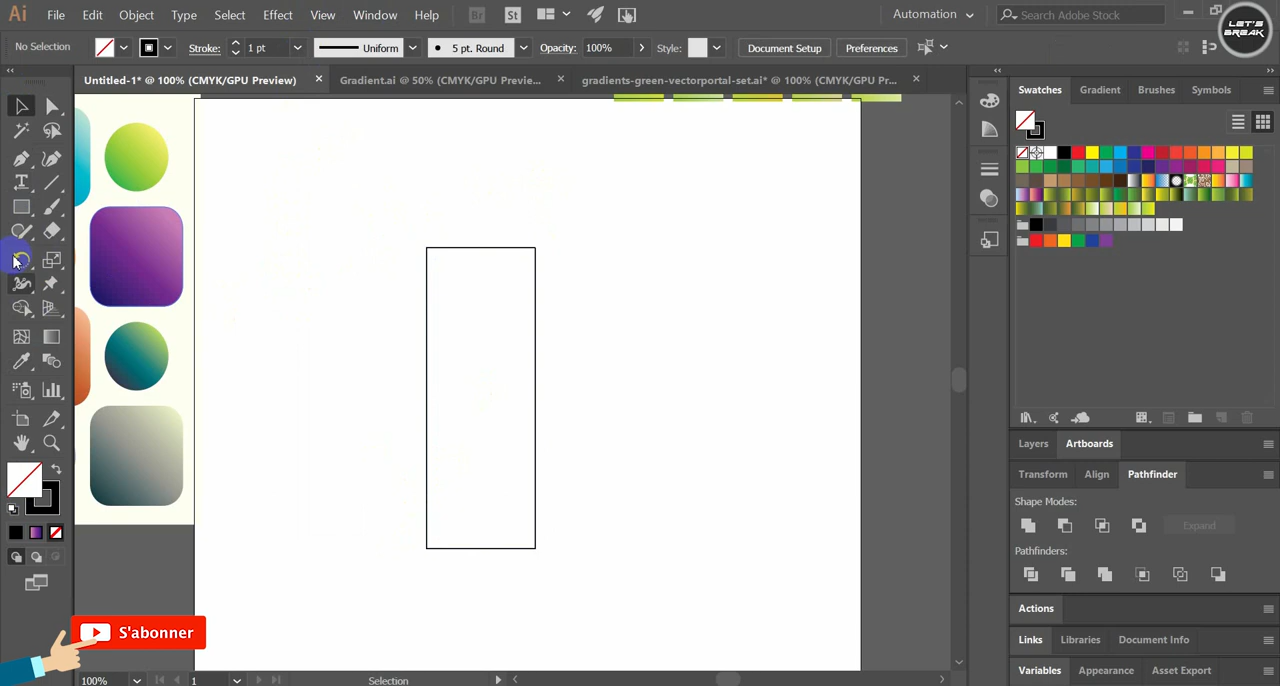 Ai File Edit Object Type Select Effect View Window Help Br St Automation Search Adobe Stock
LET'S
BREAK
No Selection Stroke: 1 pt Uniform 5 pt. Round Opacity: 100% Style: Document Setup Preferences
Untitled-1* @ 100% (CMYK/GPU Preview) Gradient.ai @ 50% (CMYK/GPU Previe... gradients-green-vectorportal-set.ai* @ 100% (CMYK/GPU Pr...
Swatches Gradient Brushes Symbols
Layers Artboards
Transform Align Pathfinder
Shape Modes:
Expand
Pathfinders:
Actions
S'abonner
Links Libraries Document Info
Variables Appearance Asset Export
100% 1 Selection